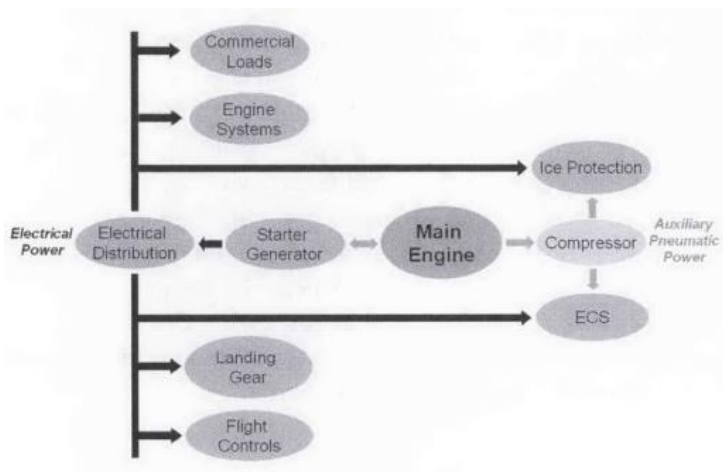 Commercial
Loads
Engine
Systems
Ice Protection
Electrical
Power
Electrical
Distribution
Starter
Generator
Main
Engine
Compressor
Auxiliary
Pneumatic
Power
ECS
Landing
Gear
Flight
Controls